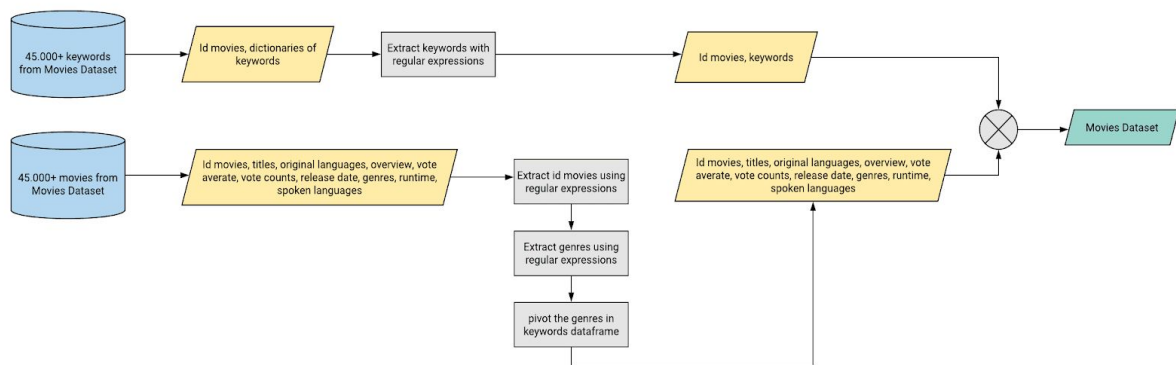 45.000+ keywords
from Movies Dataset
Id movies, dictionaries of
keywords
Extract keywords with
regular expressions
Id movies, keywords
Movies Dataset
45.000+ movies from
Movies Dataset
Id movies, titles, original languages, overview, vote
averate, vote counts, release date, genres, runtime,
spoken languages
Extract id movies using
regular expressions
Id movies, titles, original languages, overview, vote
averate, vote counts, release date, genres, runtime,
spoken languages
Extract genres using
regular expressions
pivot the genres in
keywords dataframe